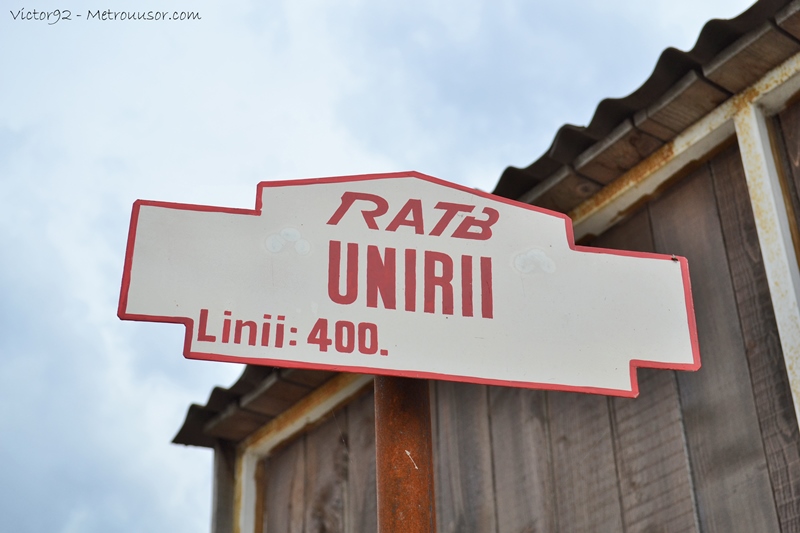 Victor92 - Metrouusor.com
RATB
UNIRII
Linii: 400.